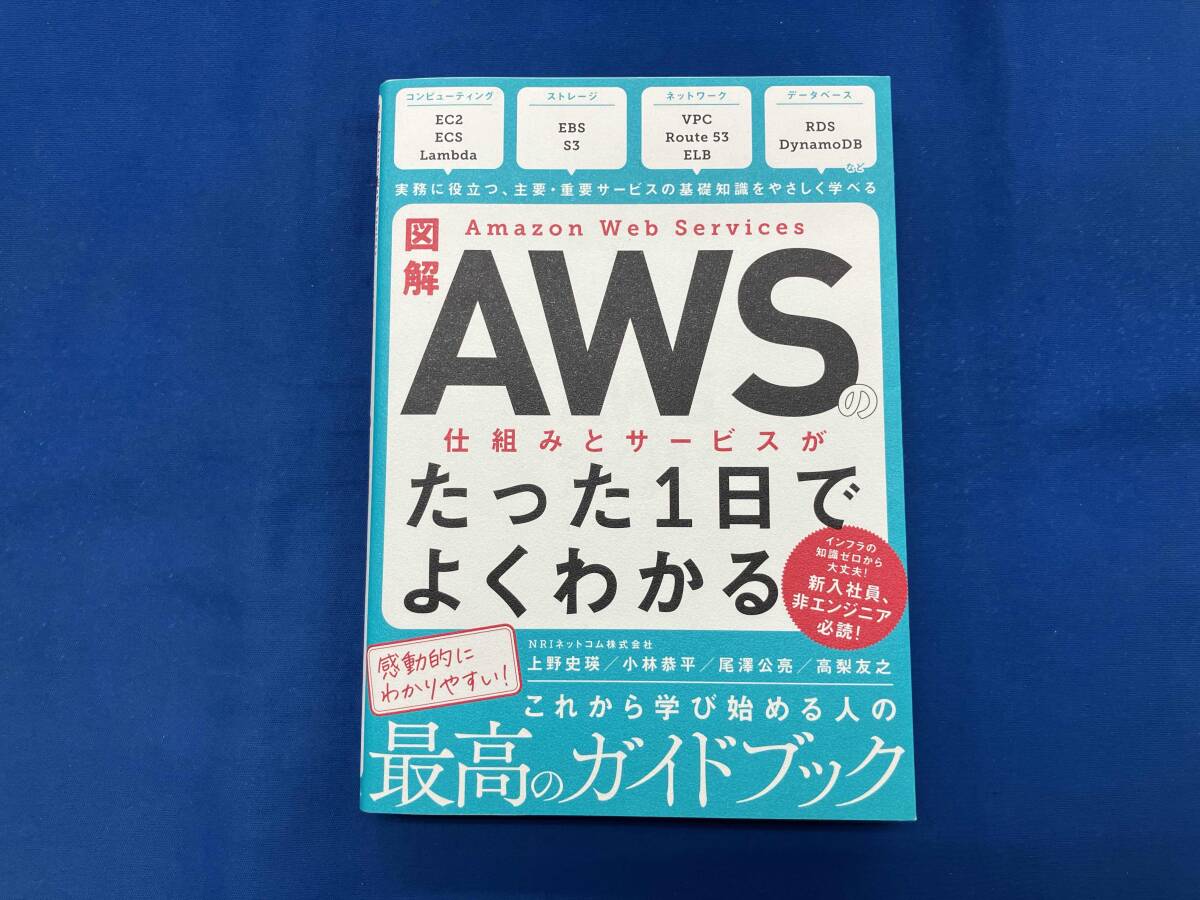 コンピューティング
EC2
ECS
Lambda
ストレージ
EBS
S3
ネットワーク
VPC
Route 53
ELB
データベース
RDS
DynamoDB
など
実務に役立つ、主要・重要サービスの基礎知識をやさしく学べる
図解
Amazon Web Services
AWSの
仕組みとサービスが
たった1日で
よくわかる
インフラの
知識ゼロから
大丈夫!
新入社員、
非エンジニア
必読!
NRIネットコム株式会社
上野史瑛/小林恭平/尾澤公亮/高梨友之
感動的に
わかりやすい!
これから学び始める人の
最高のガイドブック